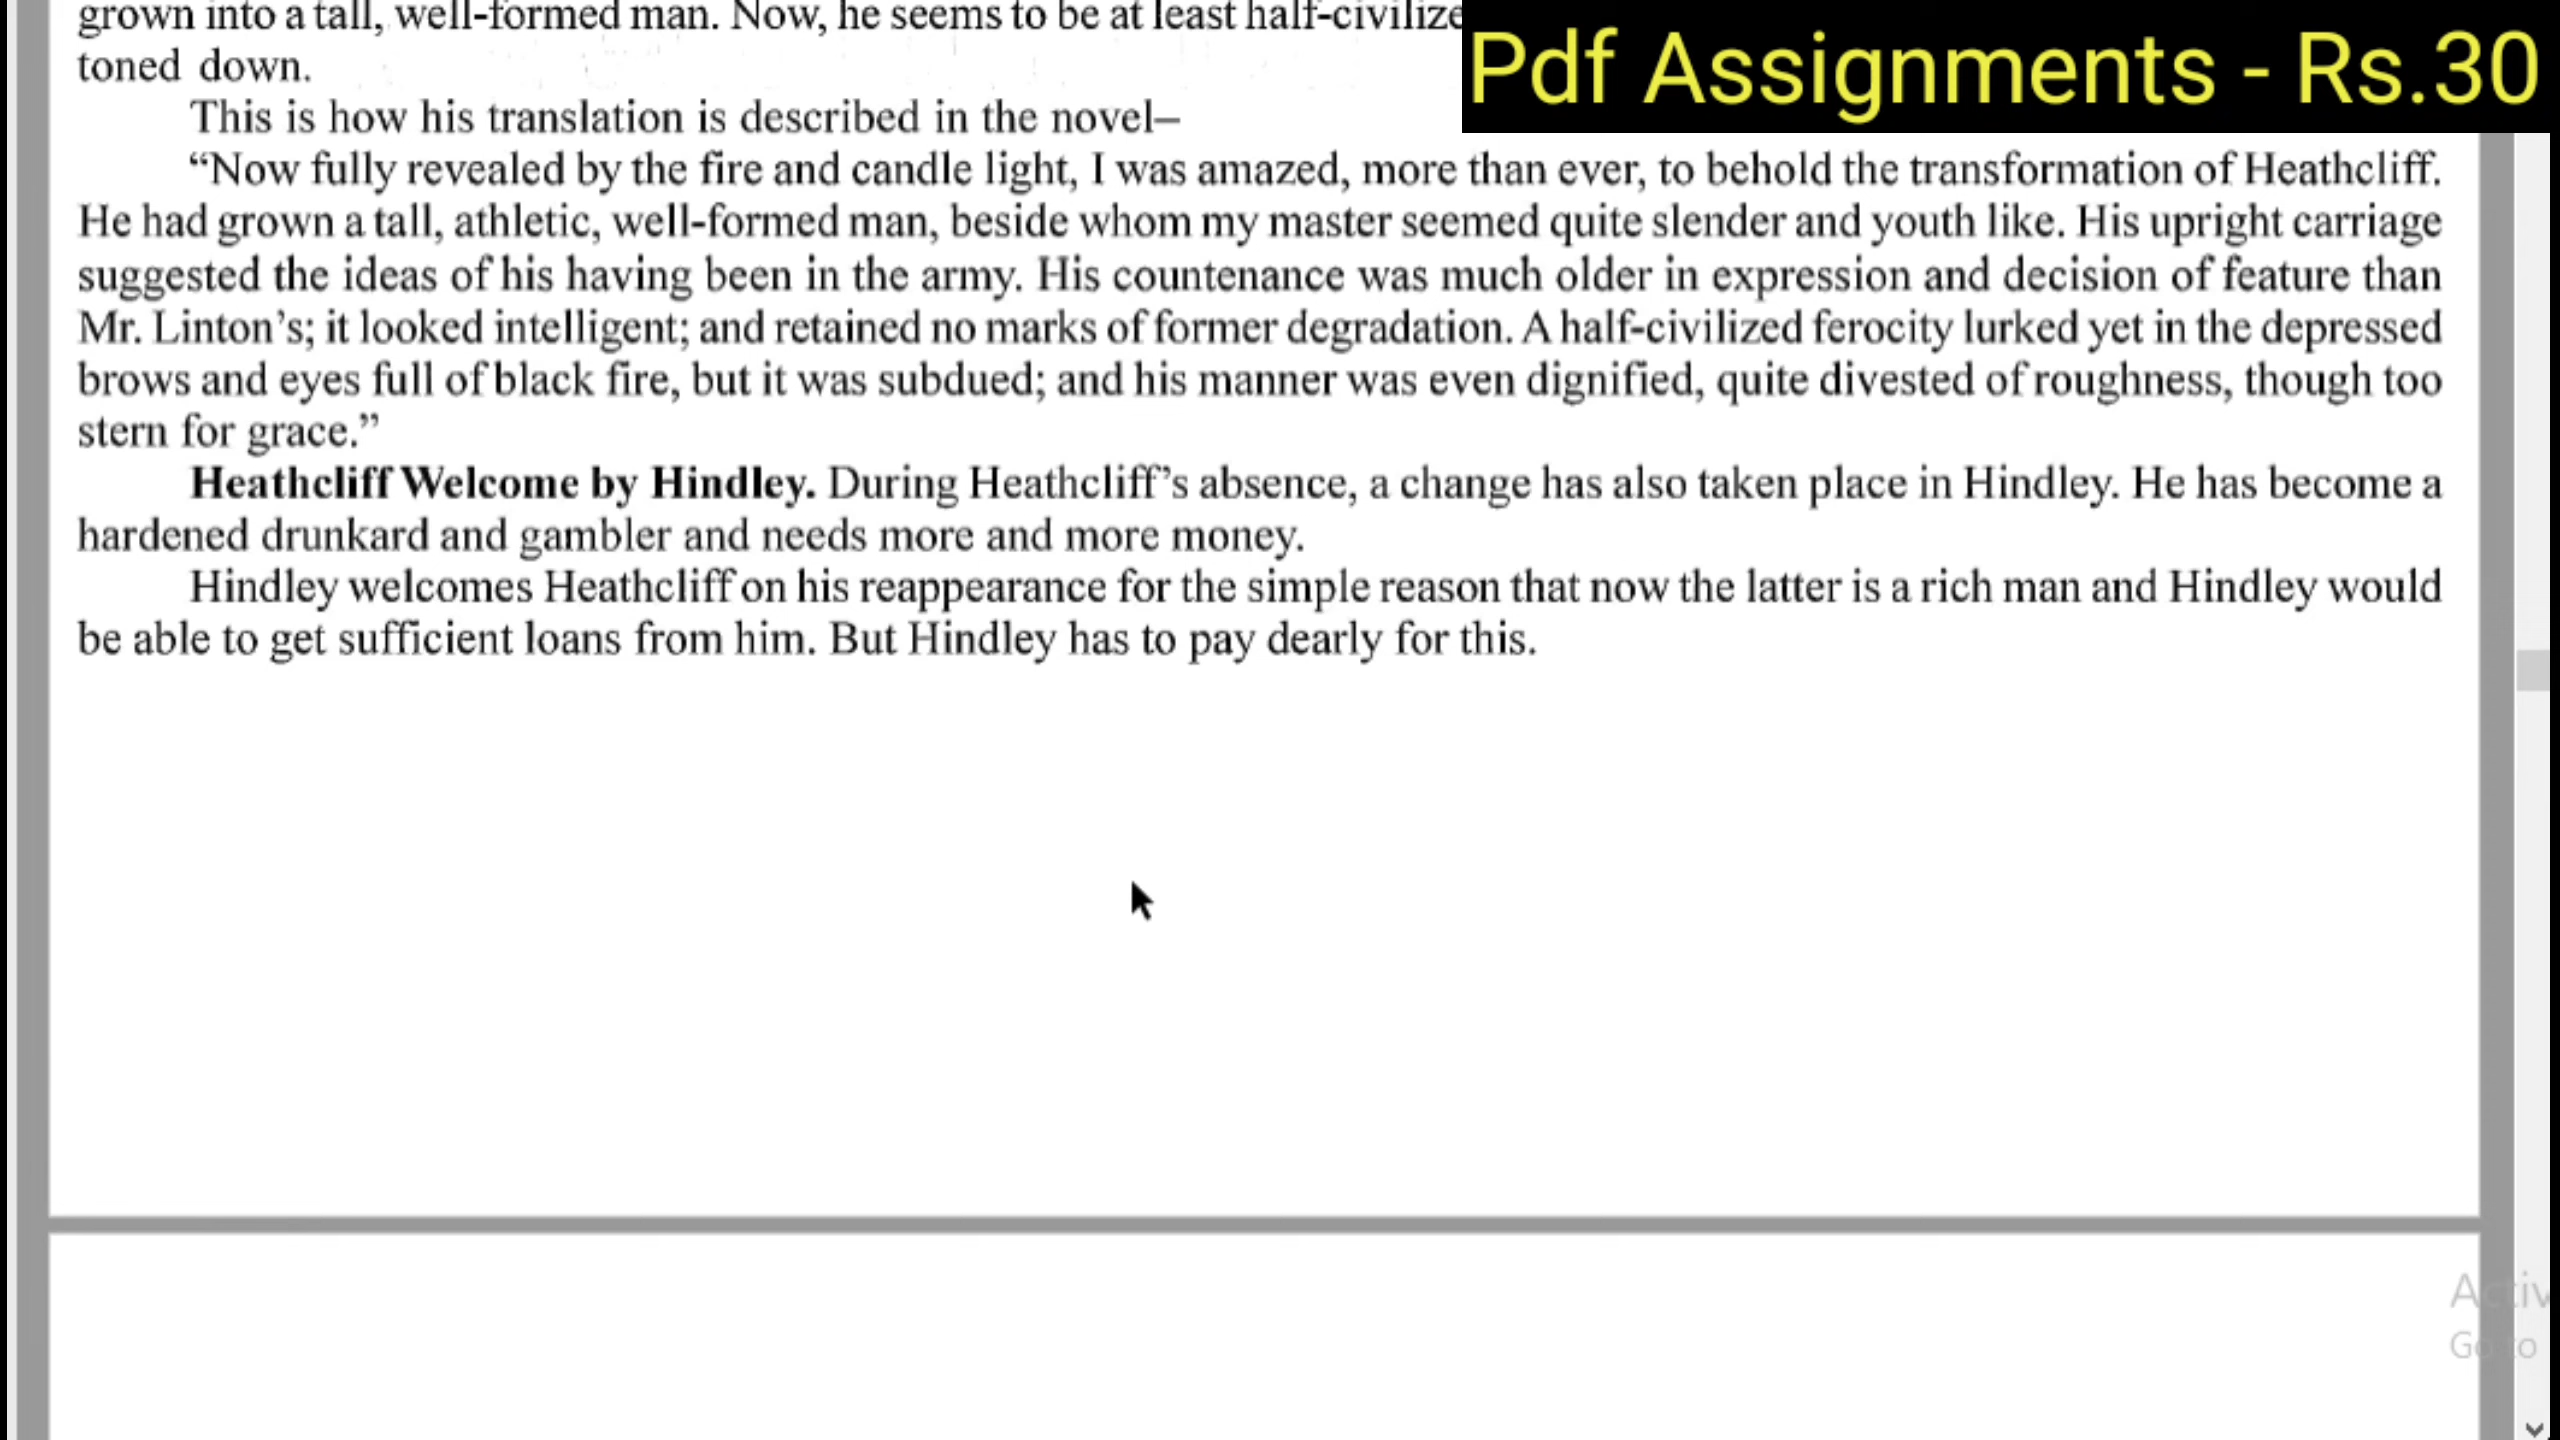 grown into a tall, well-formed man. Now, he seems to be at least half-civilize
Pdf Assignments - Rs.30
toned down.
This is how his translation is described in the novel–
“Now fully revealed by the fire and candle light, I was amazed, more than ever, to behold the transformation of Heathcliff.
He had grown a tall, athletic, well-formed man, beside whom my master seemed quite slender and youth like. His upright carriage
suggested the ideas of his having been in the army. His countenance was much older in expression and decision of feature than
Mr. Linton’s; it looked intelligent; and retained no marks of former degradation. A half-civilized ferocity lurked yet in the depressed
brows and eyes full of black fire, but it was subdued; and his manner was even dignified, quite divested of roughness, though too
stern for grace.”
Heathcliff Welcome by Hindley. During Heathcliff’s absence, a change has also taken place in Hindley. He has become a
hardened drunkard and gambler and needs more and more money.
Hindley welcomes Heathcliff on his reappearance for the simple reason that now the latter is a rich man and Hindley would
be able to get sufficient loans from him. But Hindley has to pay dearly for this.
Activ
Go to